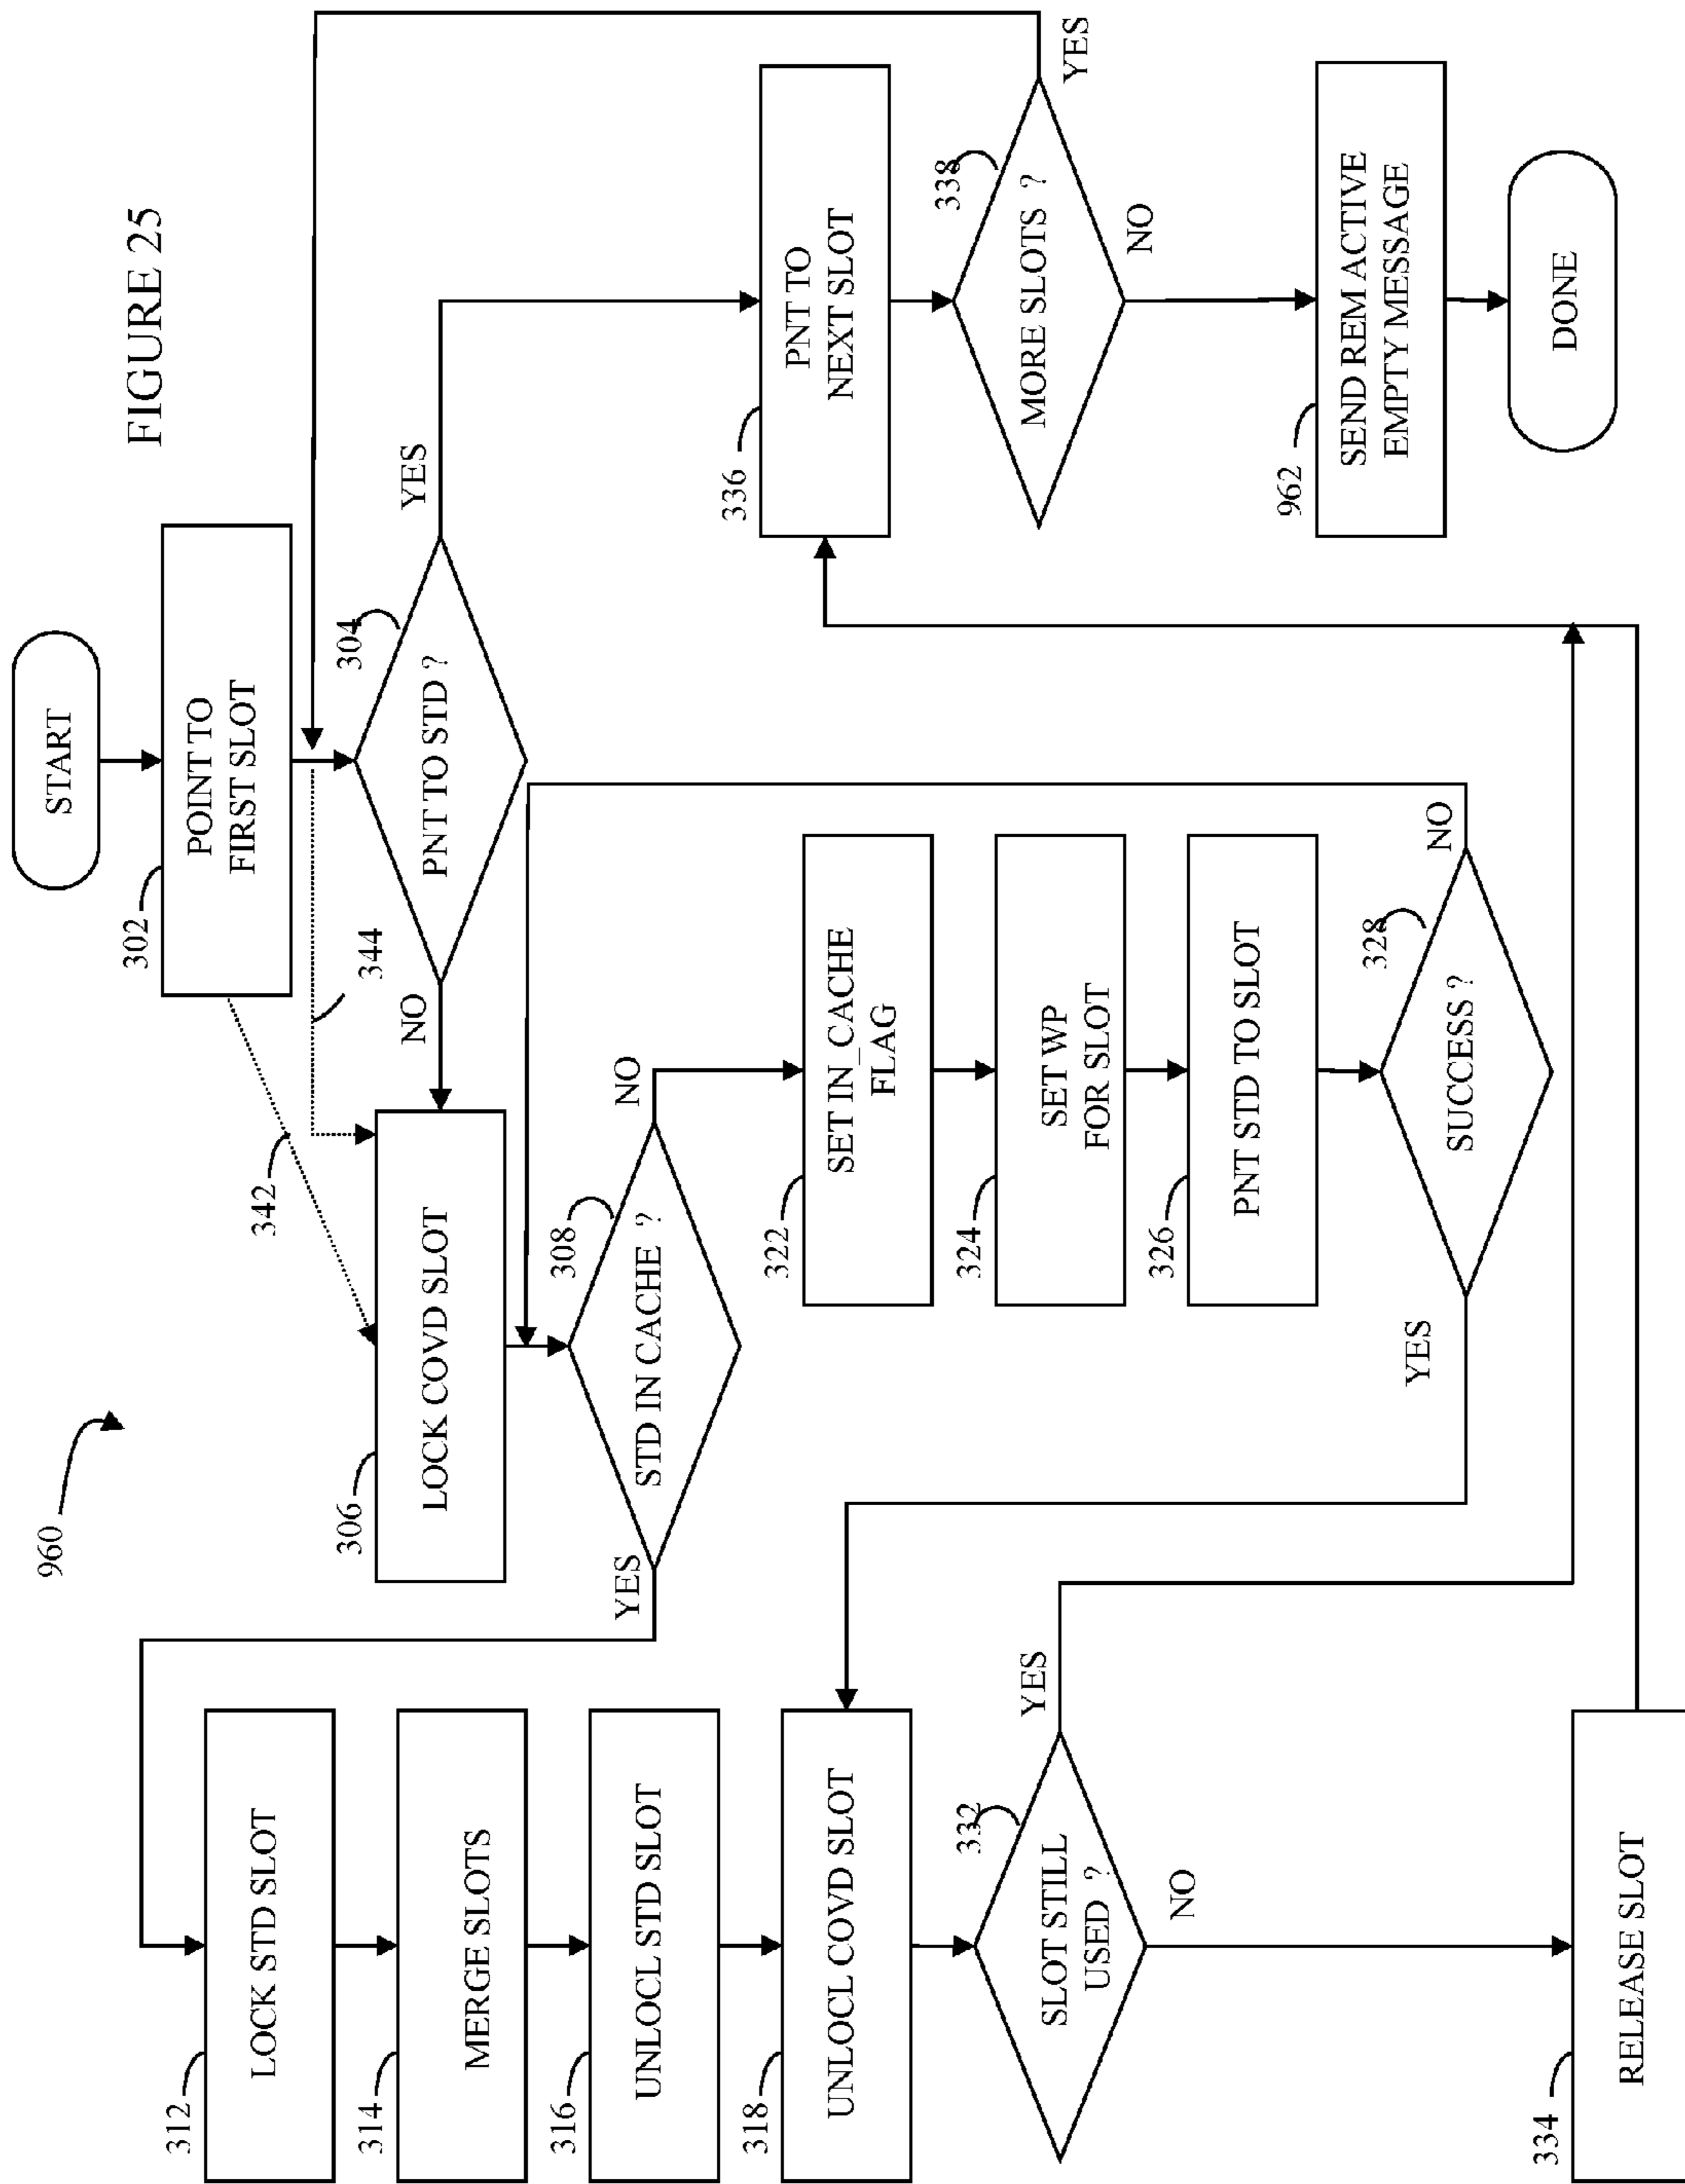 FIGURE 25
960
START
302
POINT TO
FIRST SLOT
342
344
304
PNT TO STD ?
NO
YES
306
LOCK COVD SLOT
308
STD IN CACHE ?
YES
NO
312
LOCK STD SLOT
314
MERGE SLOTS
316
UNLOCL STD SLOT
318
UNLOCL COVD SLOT
322
SET IN_CACHE
FLAG
324
SET WP
FOR SLOT
326
PNT STD TO SLOT
328
SUCCESS ?
YES
NO
332
SLOT STILL
USED ?
YES
NO
334
RELEASE SLOT
336
PNT TO
NEXT SLOT
338
MORE SLOTS ?
YES
NO
962
SEND REM ACTIVE
EMPTY MESSAGE
DONE